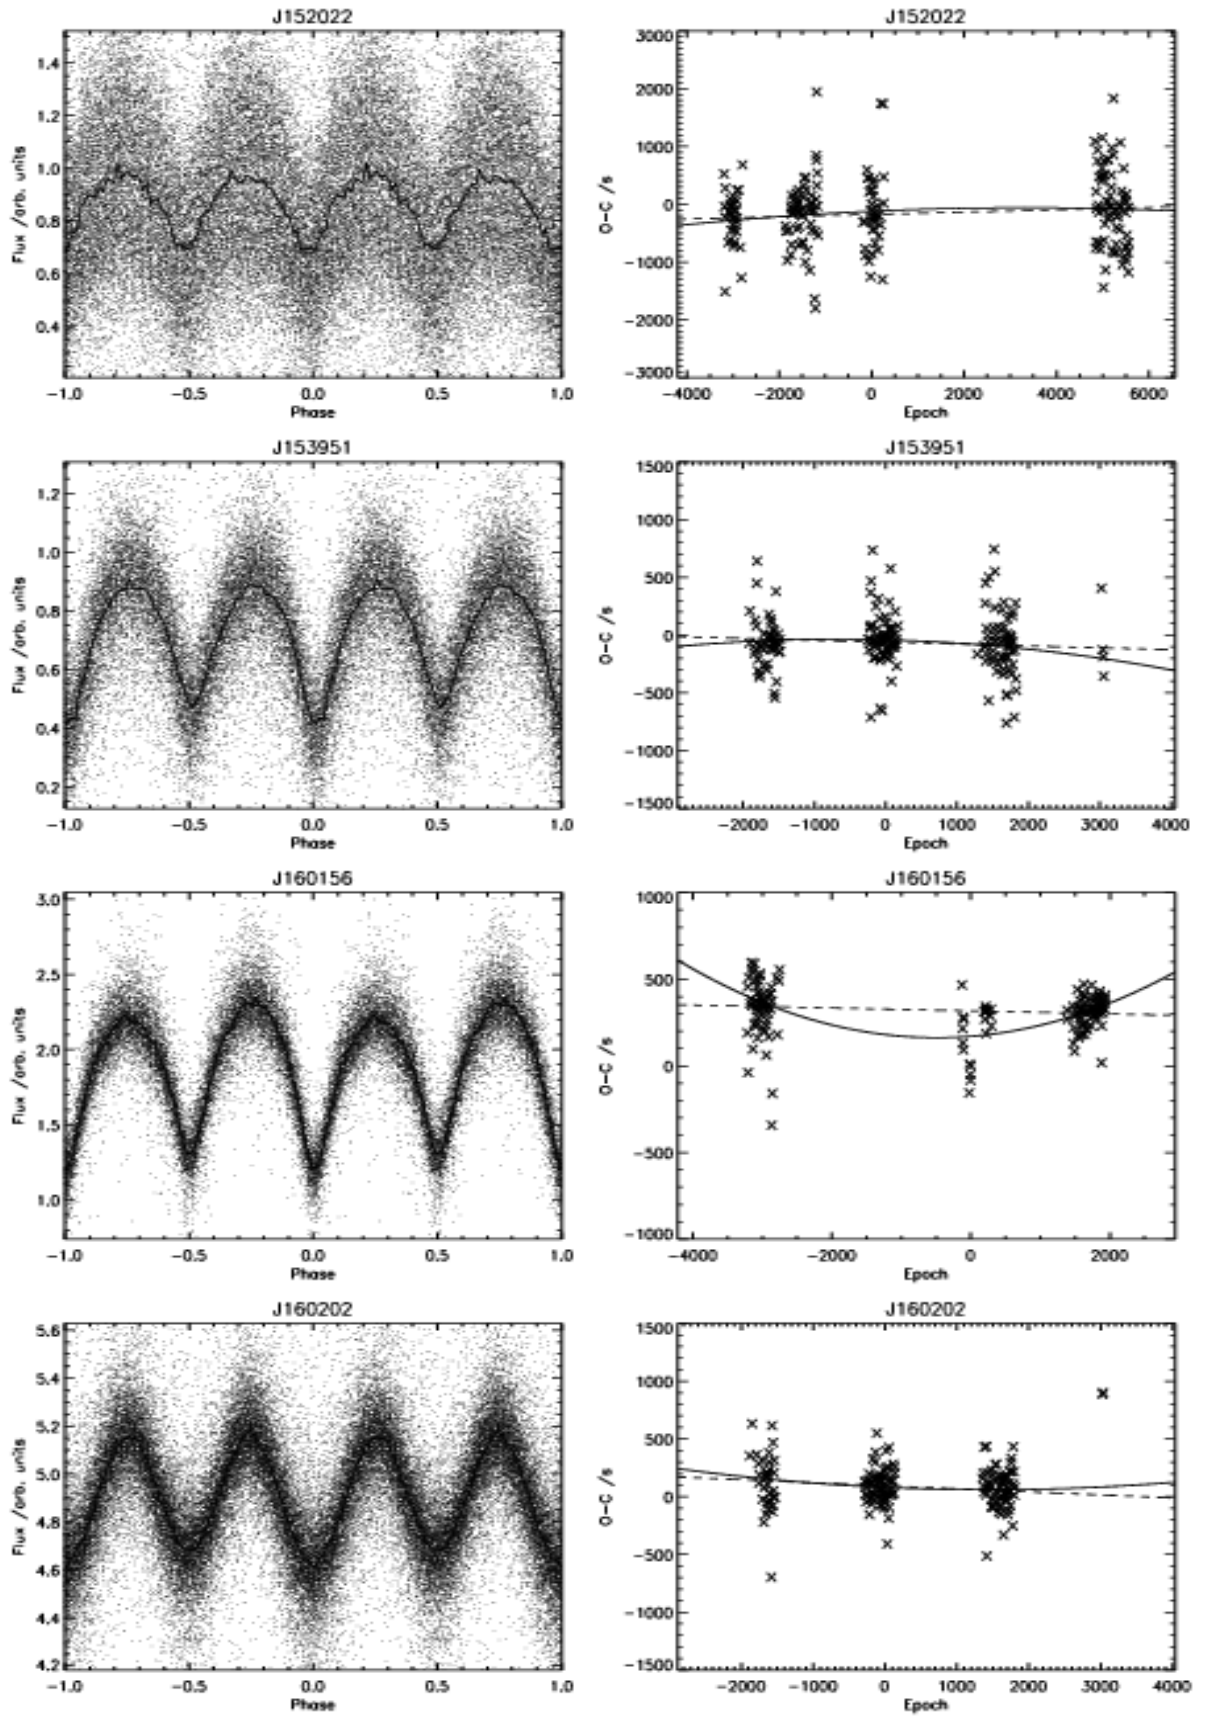 J152022
1.4
1.2
1.0
0.8
0.6
0.4
Flux /arb. units
-1.0 -0.5 0.0 0.5 1.0
Phase
J152022
3000
2000
1000
0
-1000
-2000
-3000
O-C /s
-4000 -2000 0 2000 4000 6000
Epoch
J153951
1.2
1.0
0.8
0.6
0.4
0.2
Flux /arb. units
-1.0 -0.5 0.0 0.5 1.0
Phase
J153951
1500
1000
500
0
-500
-1000
-1500
O-C /s
-2000 -1000 0 1000 2000 3000 4000
Epoch
J160156
3.0
2.5
2.0
1.5
1.0
Flux /arb. units
-1.0 -0.5 0.0 0.5 1.0
Phase
J160156
1000
500
0
-500
-1000
O-C /s
-4000 -2000 0 2000
Epoch
J160202
5.6
5.4
5.2
5.0
4.8
4.6
4.4
4.2
Flux /arb. units
-1.0 -0.5 0.0 0.5 1.0
Phase
J160202
1500
1000
500
0
-500
-1000
-1500
O-C /s
-2000 -1000 0 1000 2000 3000 4000
Epoch